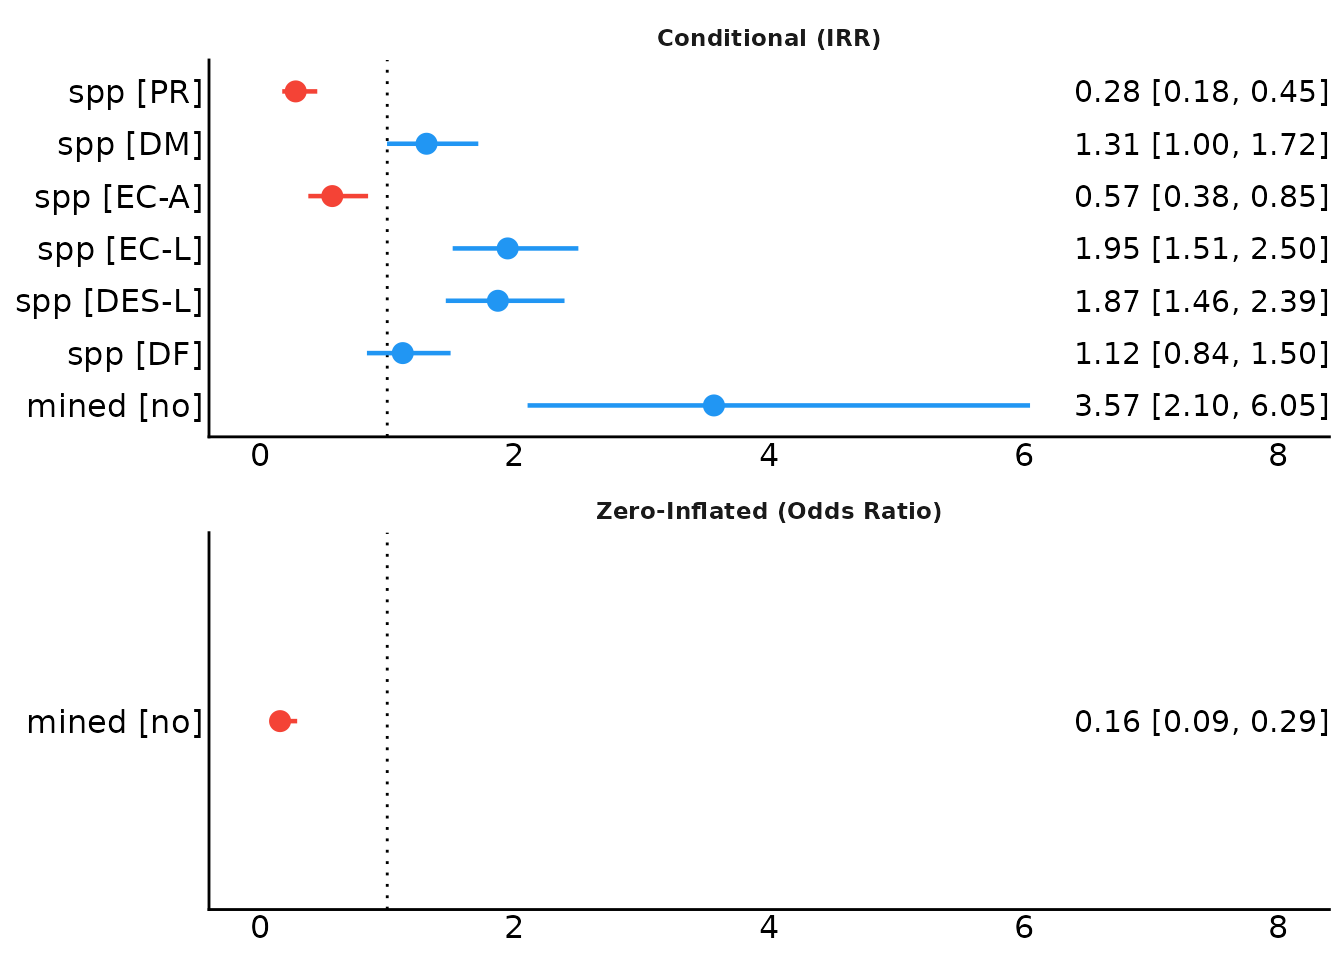 Conditional (IRR)
spp [PR] 0.28 [0.18, 0.45]
spp [DM] 1.31 [1.00, 1.72]
spp [EC-A] 0.57 [0.38, 0.85]
spp [EC-L] 1.95 [1.51, 2.50]
spp [DES-L] 1.87 [1.46, 2.39]
spp [DF] 1.12 [0.84, 1.50]
mined [no] 3.57 [2.10, 6.05]
0 2 4 6 8
Zero-Inflated (Odds Ratio)
mined [no] 0.16 [0.09, 0.29]
0 2 4 6 8